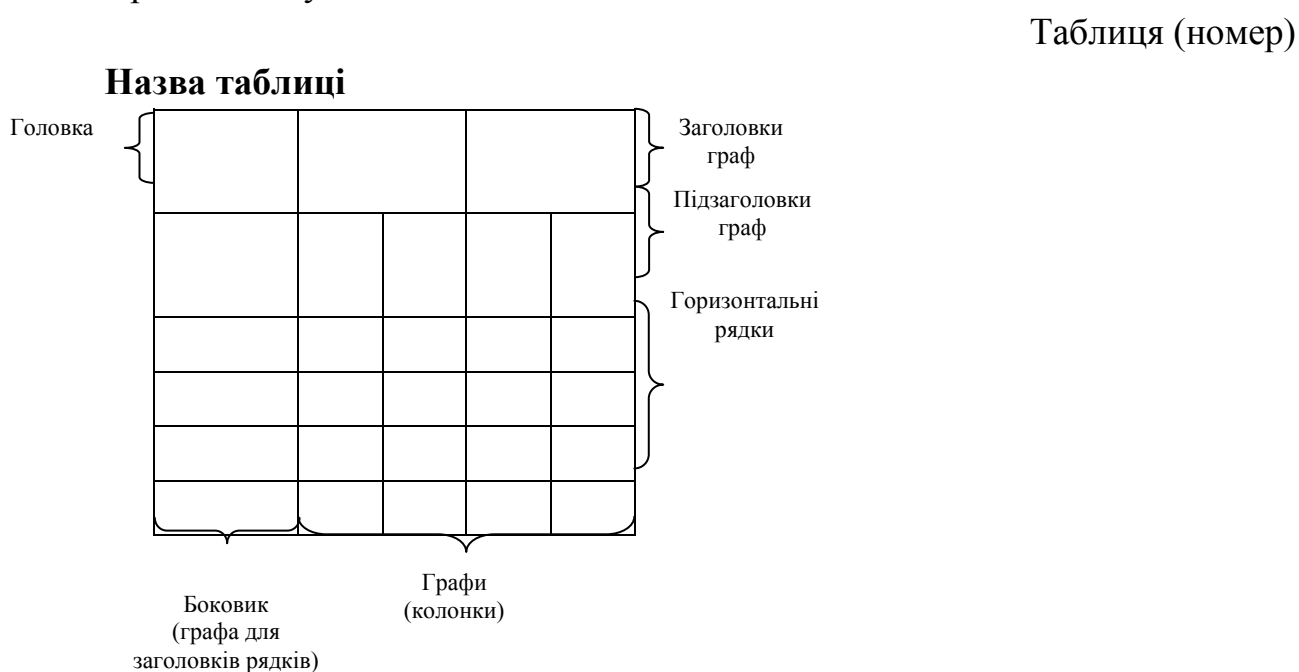 Таблиця (номер)
Назва таблиці
Головка
Заголовки
граф
Підзаголовки
граф
Горизонтальні
рядки
Графи
(колонки)
Боковик
(графа для
заголовків рядків)